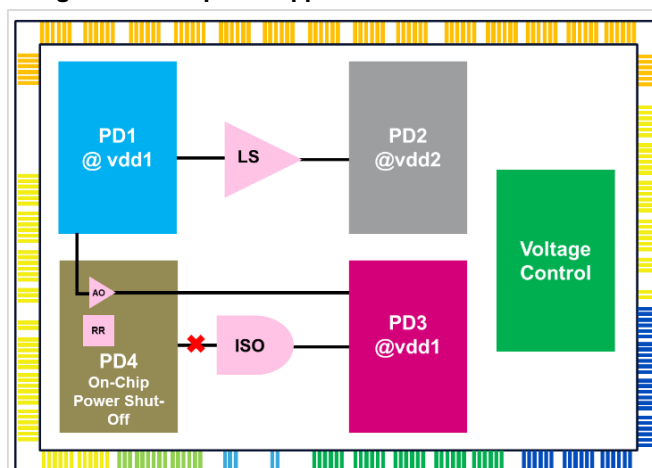 PD1
@ vdd1
LS
PD2
@vdd2
Voltage
Control
AO
RR
PD4
On-Chip
Power Shut-
Off
ISO
PD3
@vdd1